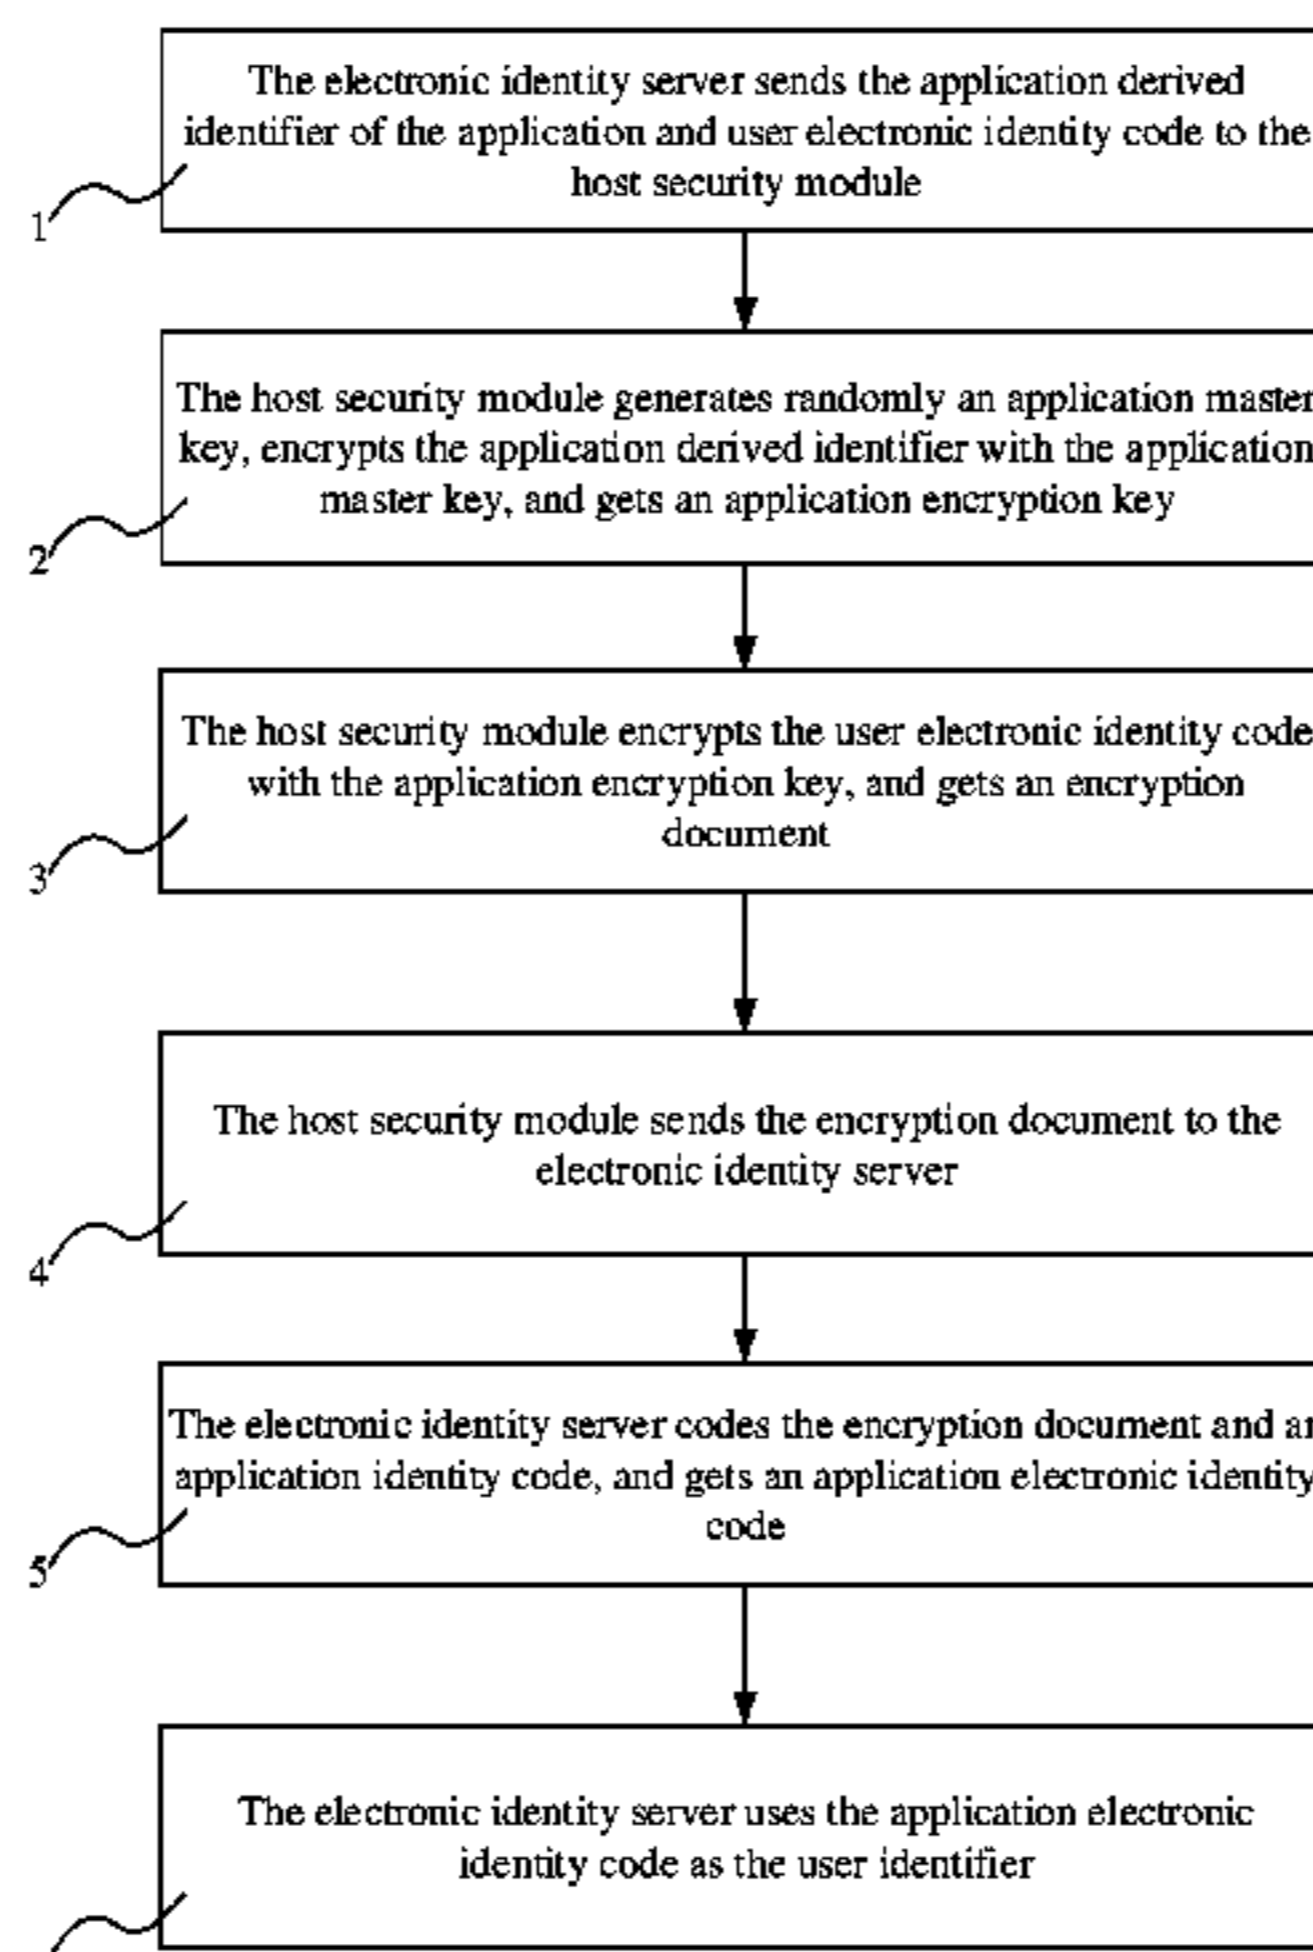 The electronic identity server sends the application derived
identifier of the application and user electronic identity code to the
host security module
1
The host security module generates randomly an application master
key, encrypts the application derived identifier with the application
master key, and gets an application encryption key
2
The host security module encrypts the user electronic identity code
with the application encryption key, and gets an encryption
document
3
The host security module sends the encryption document to the
electronic identity server
4
The electronic identity server codes the encryption document and
application identity code, and gets an application electronic identity
code
5
The electronic identity server uses the application electronic
identity code as the user identifier